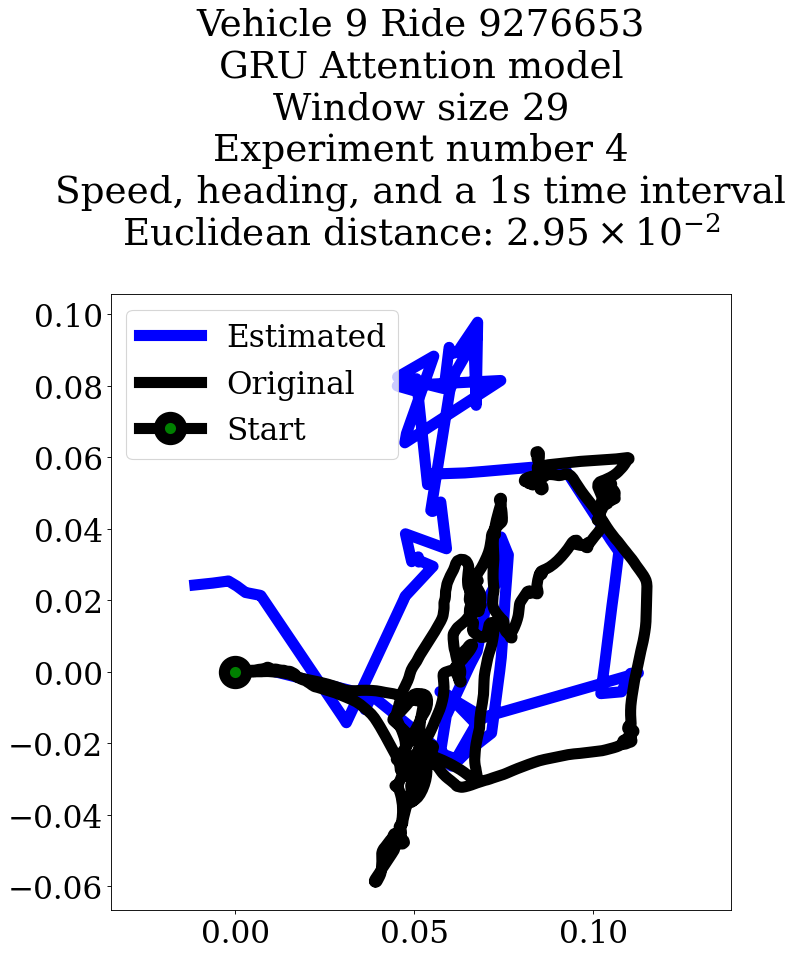 Vehicle 9 Ride 9276653
GRU Attention model
Window size 29
Experiment number 4
Speed, heading, and a 1s time interval
Euclidean distance: 2.95 × 10⁻²
Estimated
Original
Start
0.10
0.08
0.06
0.04
0.02
0.00
−0.02
−0.04
−0.06
0.00 0.05 0.10